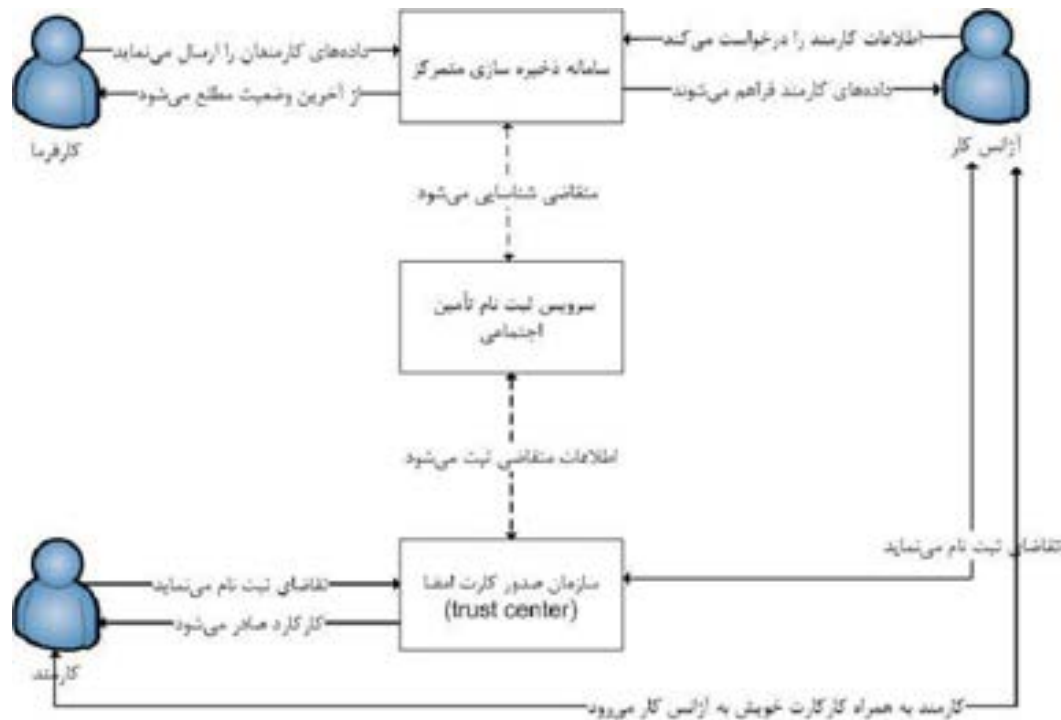 داده‌های کارمندان را ارسال می‌نماید
از آخرین وضعیت مطلع می‌شود
کارفرما
سامانه ذخیره سازی متمرکز
اطلاعات کارمند را درخواست می‌کند
داده‌های کارمند فراهم می‌شوند
آژانس کار
متقاضی شناسایی می‌شود
سرویس ثبت نام تأمین
اجتماعی
اطلاعات متقاضی ثبت می‌شود
تقاضای ثبت نام می‌نماید
سازمان صدور کارت امضا
(trust center)
تقاضای ثبت نام می‌نماید
کارکارد صادر می‌شود
کارمند
کارمند به همراه کارکارت خویش به آژانس کار می‌رود